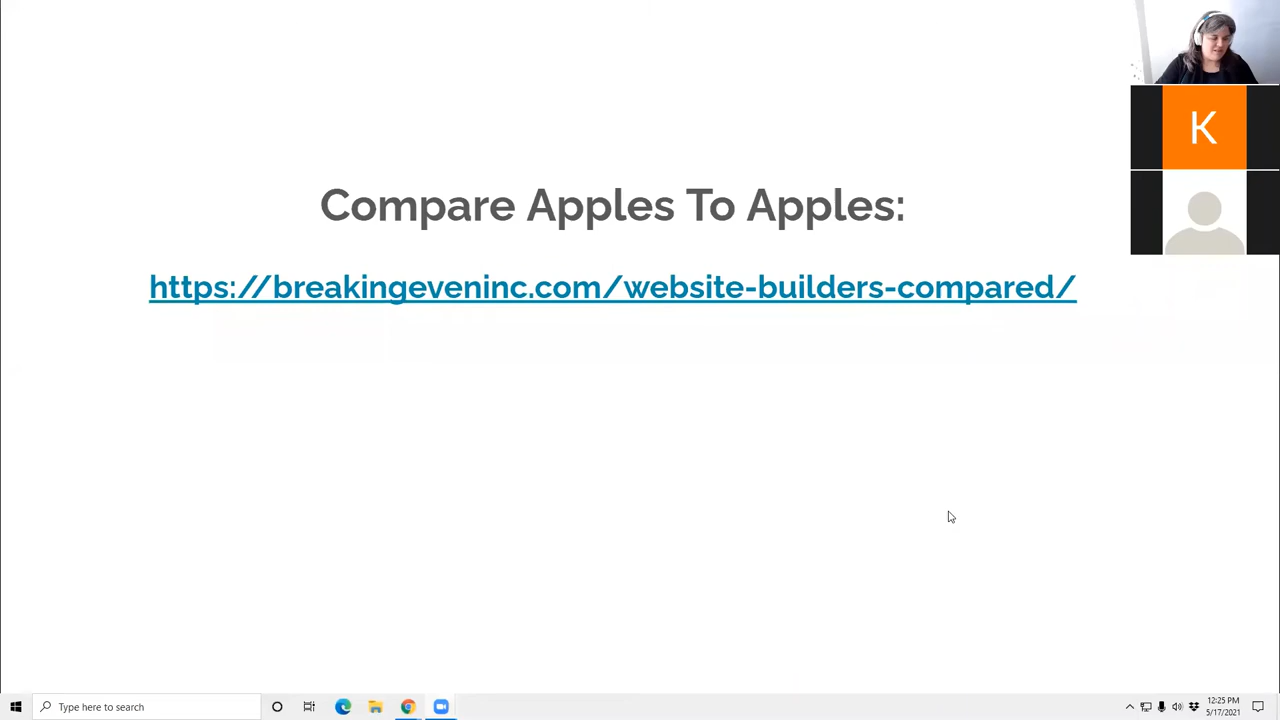 Compare Apples To Apples:
https://breakingeveninc.com/website-builders-compared/
K
Type here to search
12:25 PM
5/17/2021